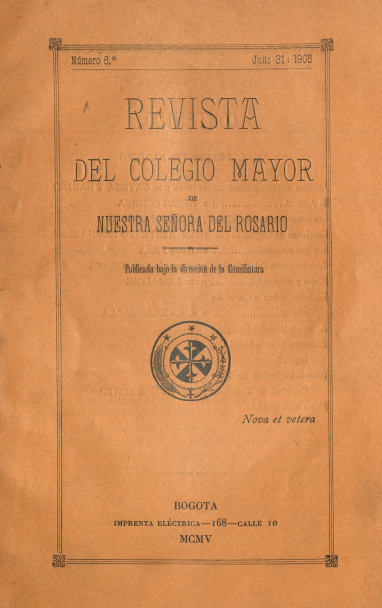 Número 6.º
Julio 31: 1905
REVISTA
DEL COLEGIO MAYOR
DE
NUESTRA SEÑORA DEL ROSARIO
Publicada bajo la dirección de la Consiliatura
Nova et vetera
BOGOTA
IMPRENTA ELÉCTRICA—168—CALLE 10
MCMV